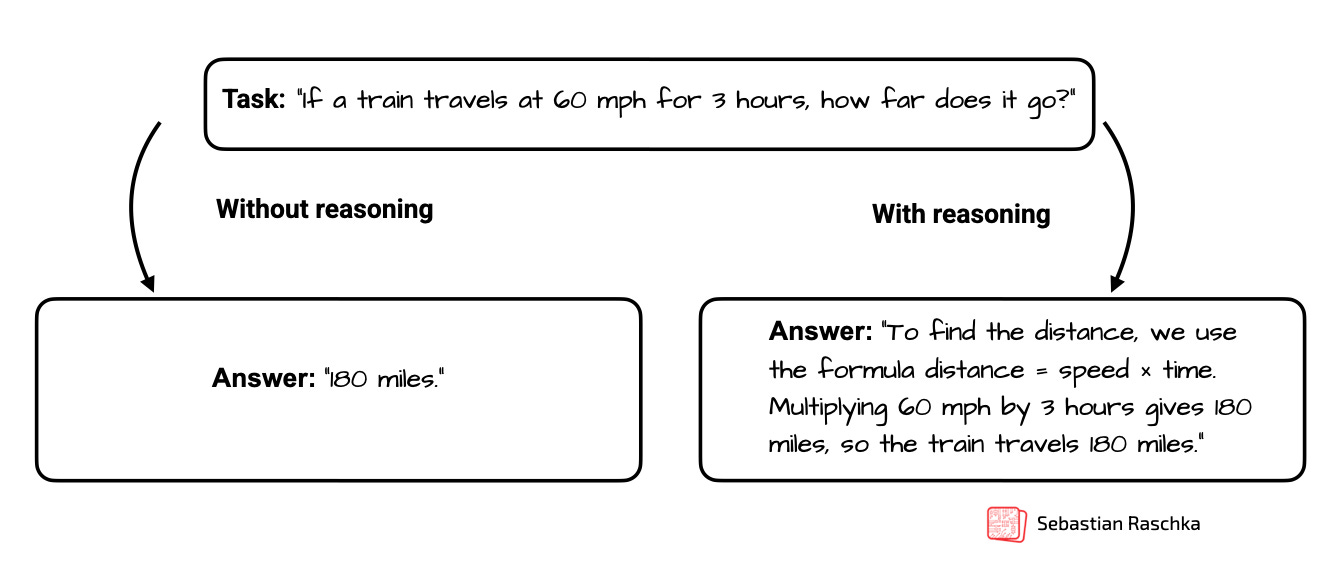 Task: "If a train travels at 60 mph for 3 hours, how far does it go?"
Without reasoning
With reasoning
Answer: "180 miles."
Answer: "To find the distance, we use
the formula distance = speed × time.
Multiplying 60 mph by 3 hours gives 180
miles, so the train travels 180 miles."
Sebastian Raschka